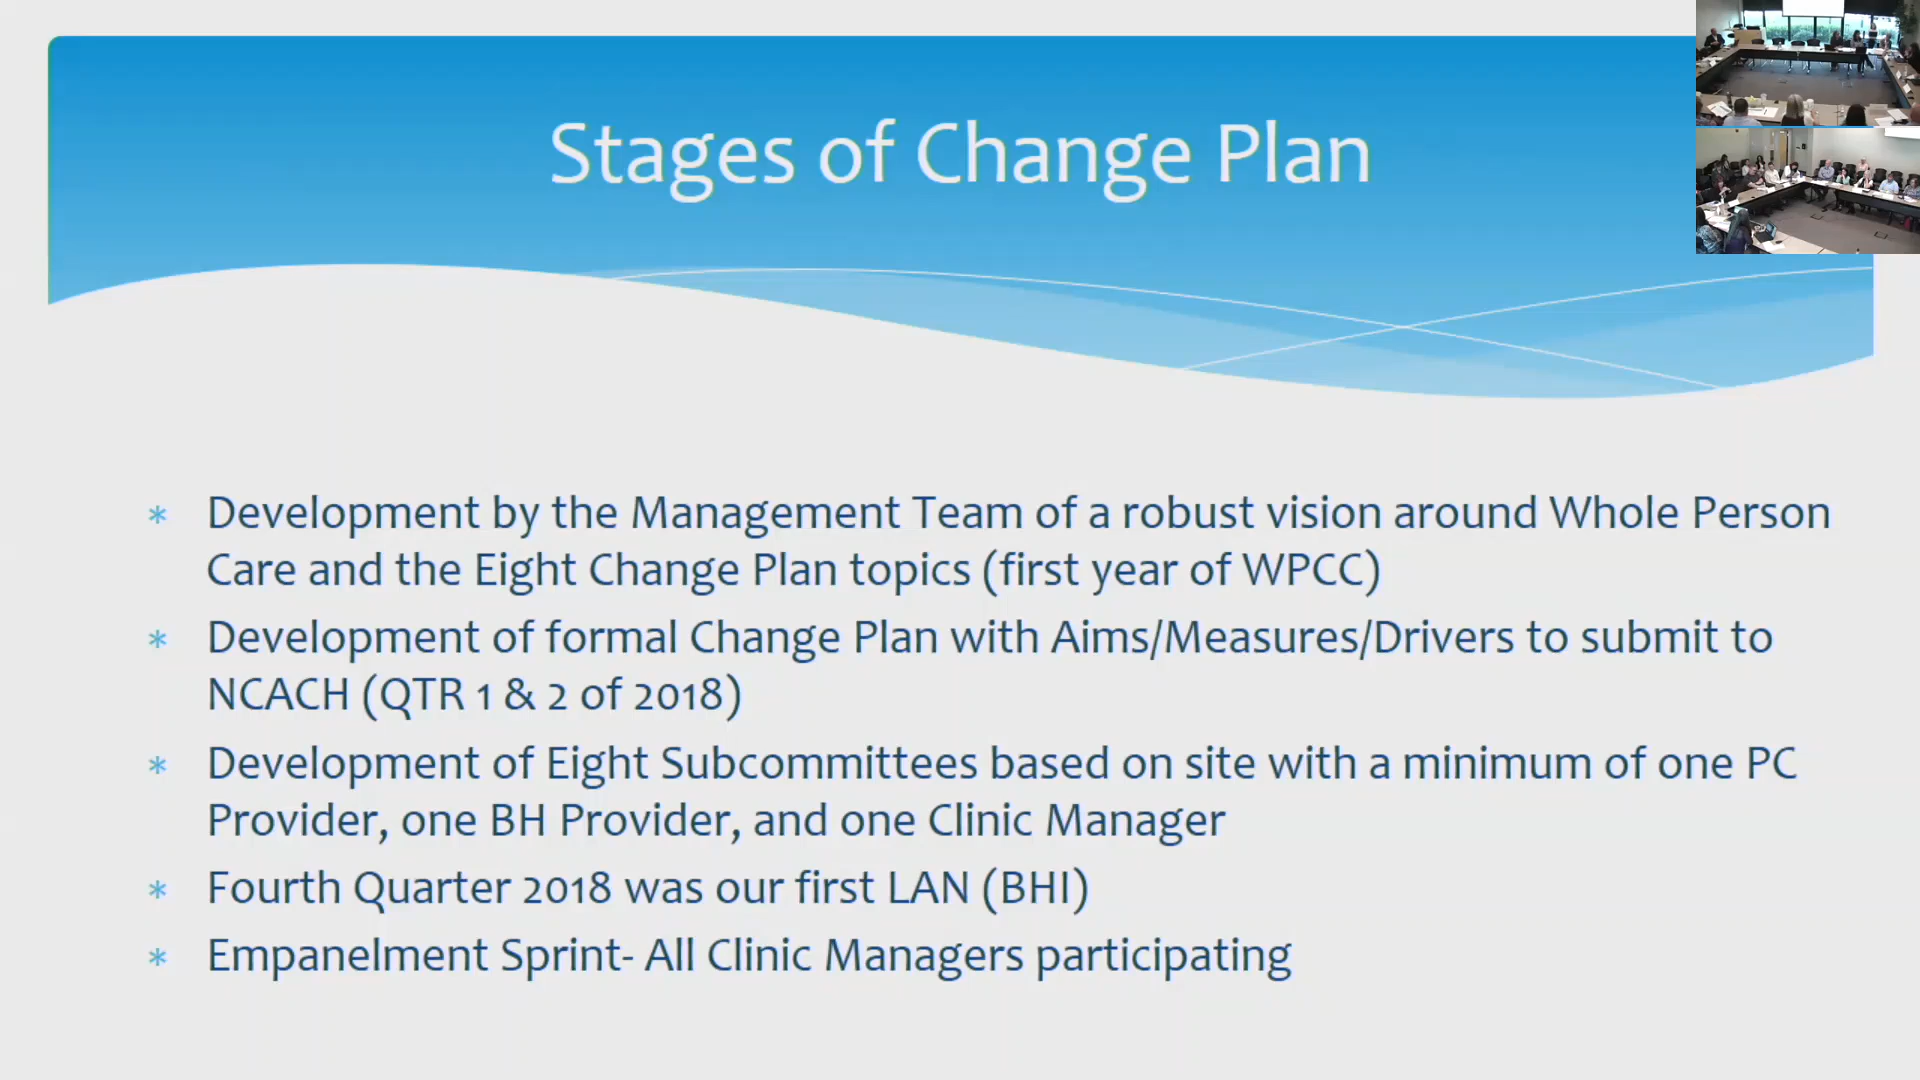 Stages of Change Plan
* Development by the Management Team of a robust vision around Whole Person
Care and the Eight Change Plan topics (first year of WPCC)
* Development of formal Change Plan with Aims/Measures/Drivers to submit to
NCACH (QTR 1 & 2 of 2018)
* Development of Eight Subcommittees based on site with a minimum of one PC
Provider, one BH Provider, and one Clinic Manager
* Fourth Quarter 2018 was our first LAN (BHI)
* Empanelment Sprint- All Clinic Managers participating